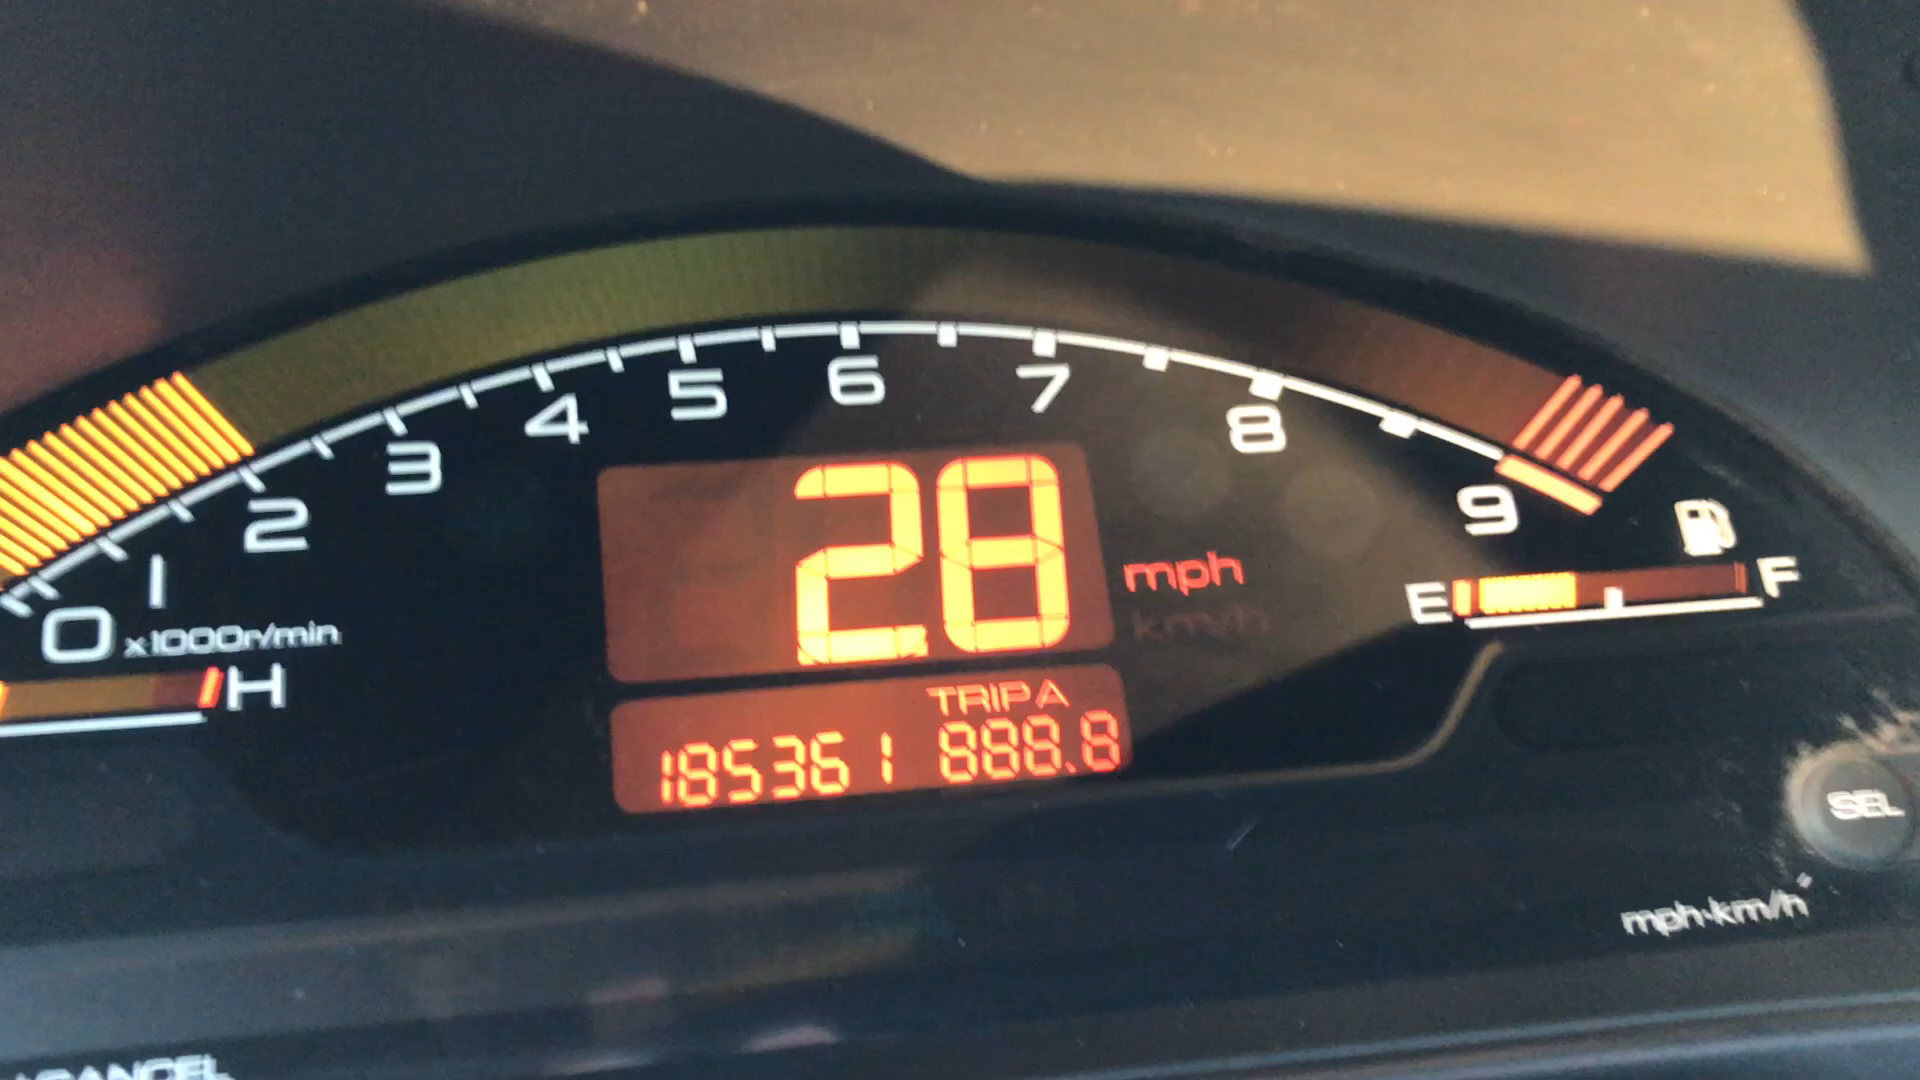 0 1 2 3 4 5 6 7 8 9
x1000r/min
28 mph
km/h
E F
H
TRIP A
185361 888.8
SEL
mph·km/h
CANCEL